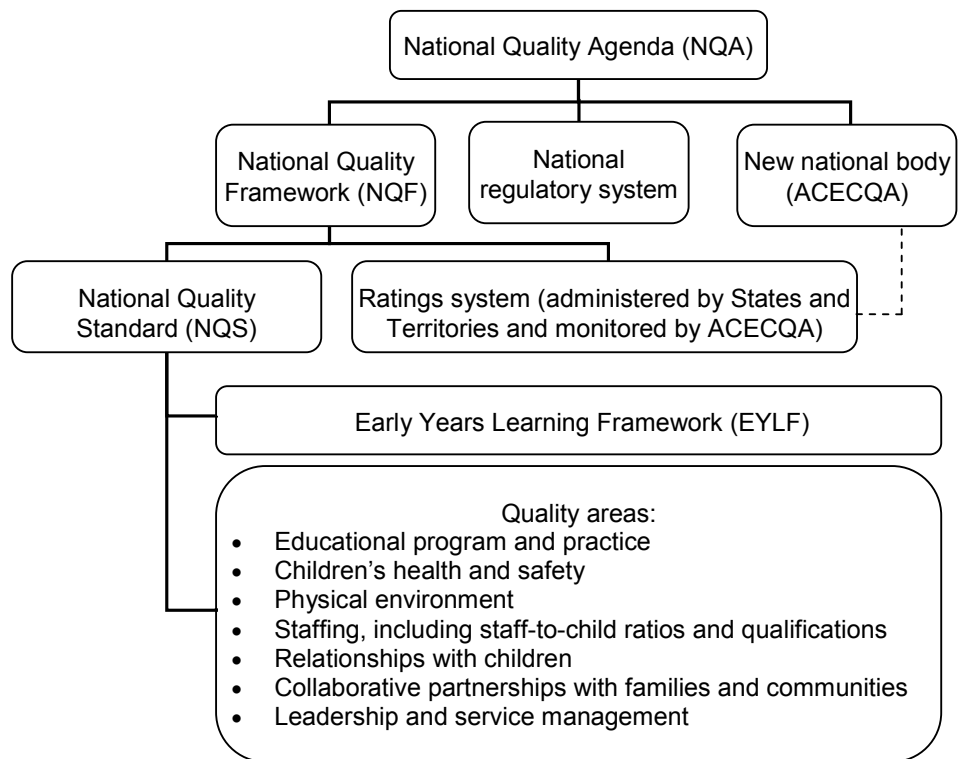 National Quality Agenda (NQA)
National Quality
Framework (NQF)
National
regulatory system
New national body
(ACECQA)
National Quality
Standard (NQS)
Ratings system (administered by States and
Territories and monitored by ACECQA)
Early Years Learning Framework (EYLF)
Quality areas:
• Educational program and practice
• Children’s health and safety
• Physical environment
• Staffing, including staff-to-child ratios and qualifications
• Relationships with children
• Collaborative partnerships with families and communities
• Leadership and service management